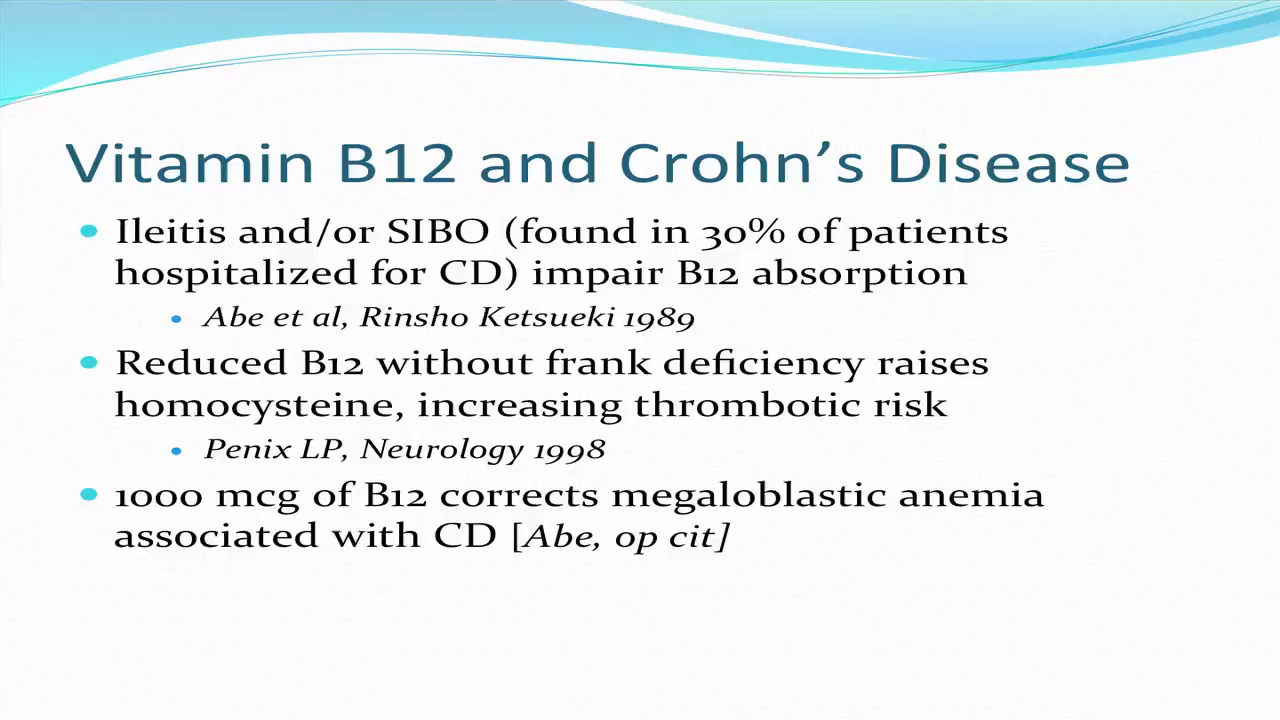 Vitamin B12 and Crohn’s Disease
• Ileitis and/or SIBO (found in 30% of patients
hospitalized for CD) impair B12 absorption
• Abe et al, Rinsho Ketsueki 1989
• Reduced B12 without frank deficiency raises
homocysteine, increasing thrombotic risk
• Penix LP, Neurology 1998
• 1000 mcg of B12 corrects megaloblastic anemia
associated with CD [Abe, op cit]